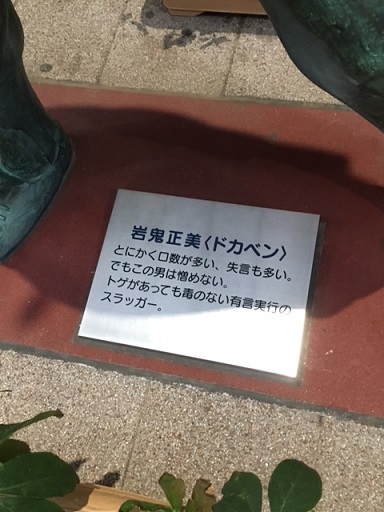 岩鬼正美〈ドカベン〉
とにかく口数が多い、失言も多い。
でもこの男は憎めない。
トゲがあっても毒のない有言実行の
スラッガー。